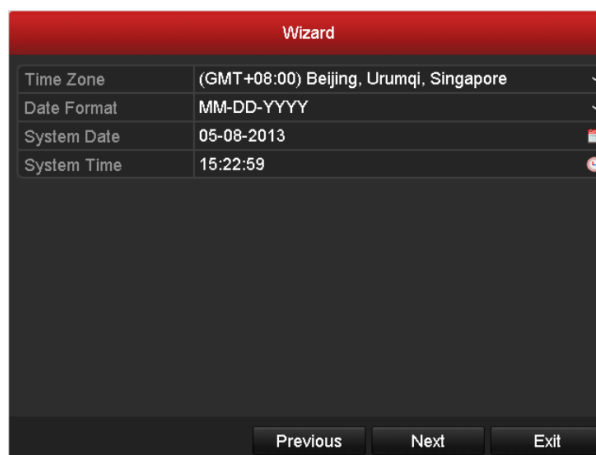 Wizard
Time Zone (GMT+08:00) Beijing, Urumqi, Singapore
Date Format MM-DD-YYYY
System Date 05-08-2013
System Time 15:22:59
Previous Next Exit